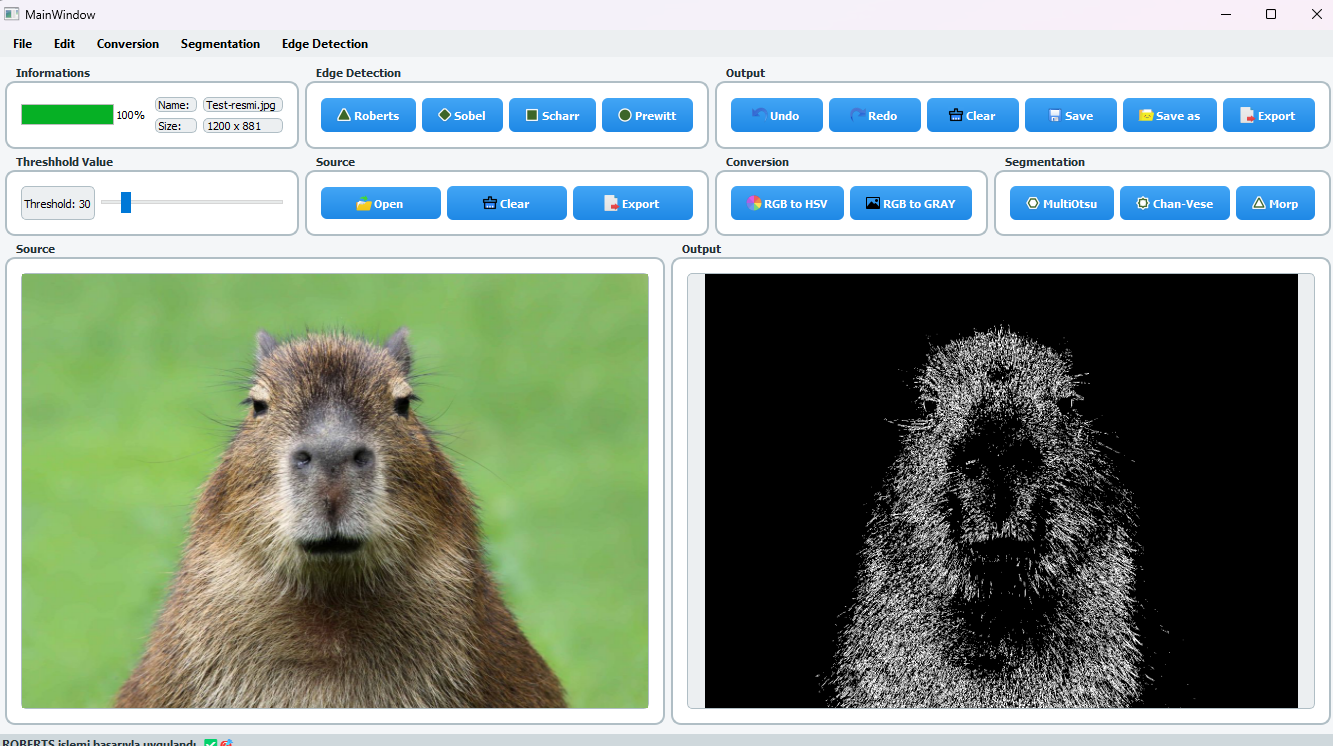 MainWindow
File Edit Conversion Segmentation Edge Detection
Informations Edge Detection Output
100% Name: Test-resmi.jpg
Size: 1200 x 881
Roberts Sobel Scharr Prewitt
Undo Redo Clear Save Save as Export
Threshhold Value Source Conversion Segmentation
Threshold: 30
Open Clear Export
RGB to HSV RGB to GRAY
MultiOtsu Chan-Vese Morp
Source Output
ROBERTS işlemi başarıyla uygulandı